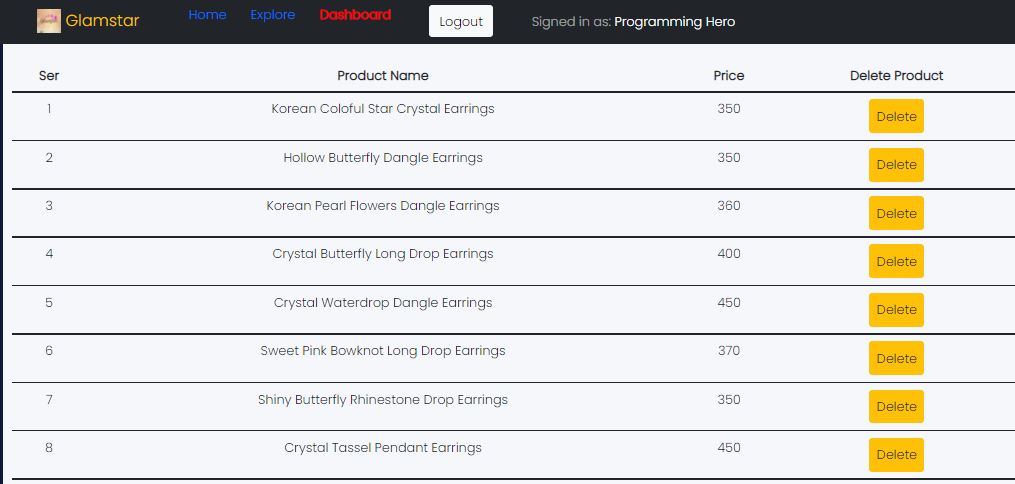 Glamstar Home Explore Dashboard Logout Signed in as: Programming Hero
Ser Product Name Price Delete Product
1 Korean Coloful Star Crystal Earrings 350 Delete
2 Hollow Butterfly Dangle Earrings 350 Delete
3 Korean Pearl Flowers Dangle Earrings 360 Delete
4 Crystal Butterfly Long Drop Earrings 400 Delete
5 Crystal Waterdrop Dangle Earrings 450 Delete
6 Sweet Pink Bowknot Long Drop Earrings 370 Delete
7 Shiny Butterfly Rhinestone Drop Earrings 350 Delete
8 Crystal Tassel Pendant Earrings 450 Delete